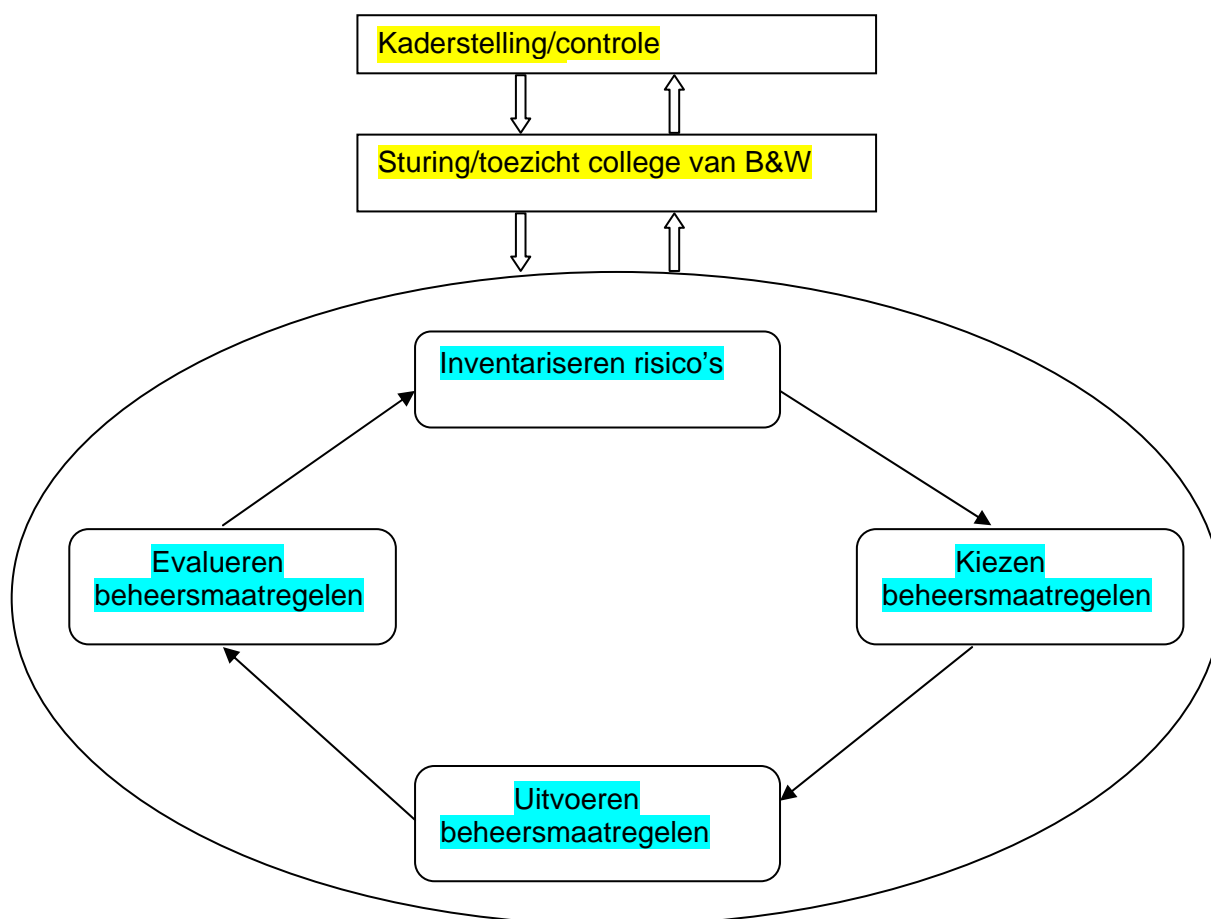 Kaderstelling/controle
Sturing/toezicht college van B&W
Inventariseren risico’s
Evalueren
beheersmaatregelen
Kiezen
beheersmaatregelen
Uitvoeren
beheersmaatregelen